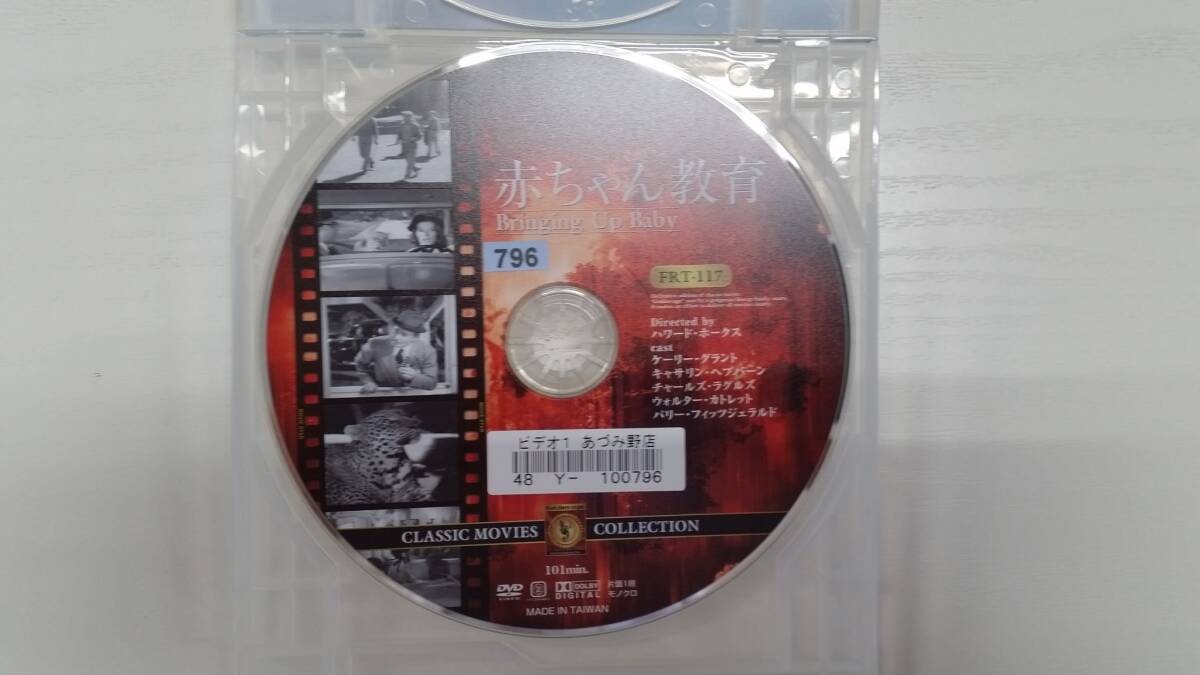 赤ちゃん教育
Bringing Up Baby
796
FRT-117
Directed by
ハワード・ホークス
cast
ケーリー・グラント
キャサリン・ヘプバーン
チャールズ・ラグルズ
ウォルター・カトレット
バリー・フィッツジェラルド
ビデオ1 あづみ野店
48 Y- 100796
CLASSIC MOVIES COLLECTION
101min.
DVD
DOLBY
DIGITAL
片面1層
モノクロ
MADE IN TAIWAN